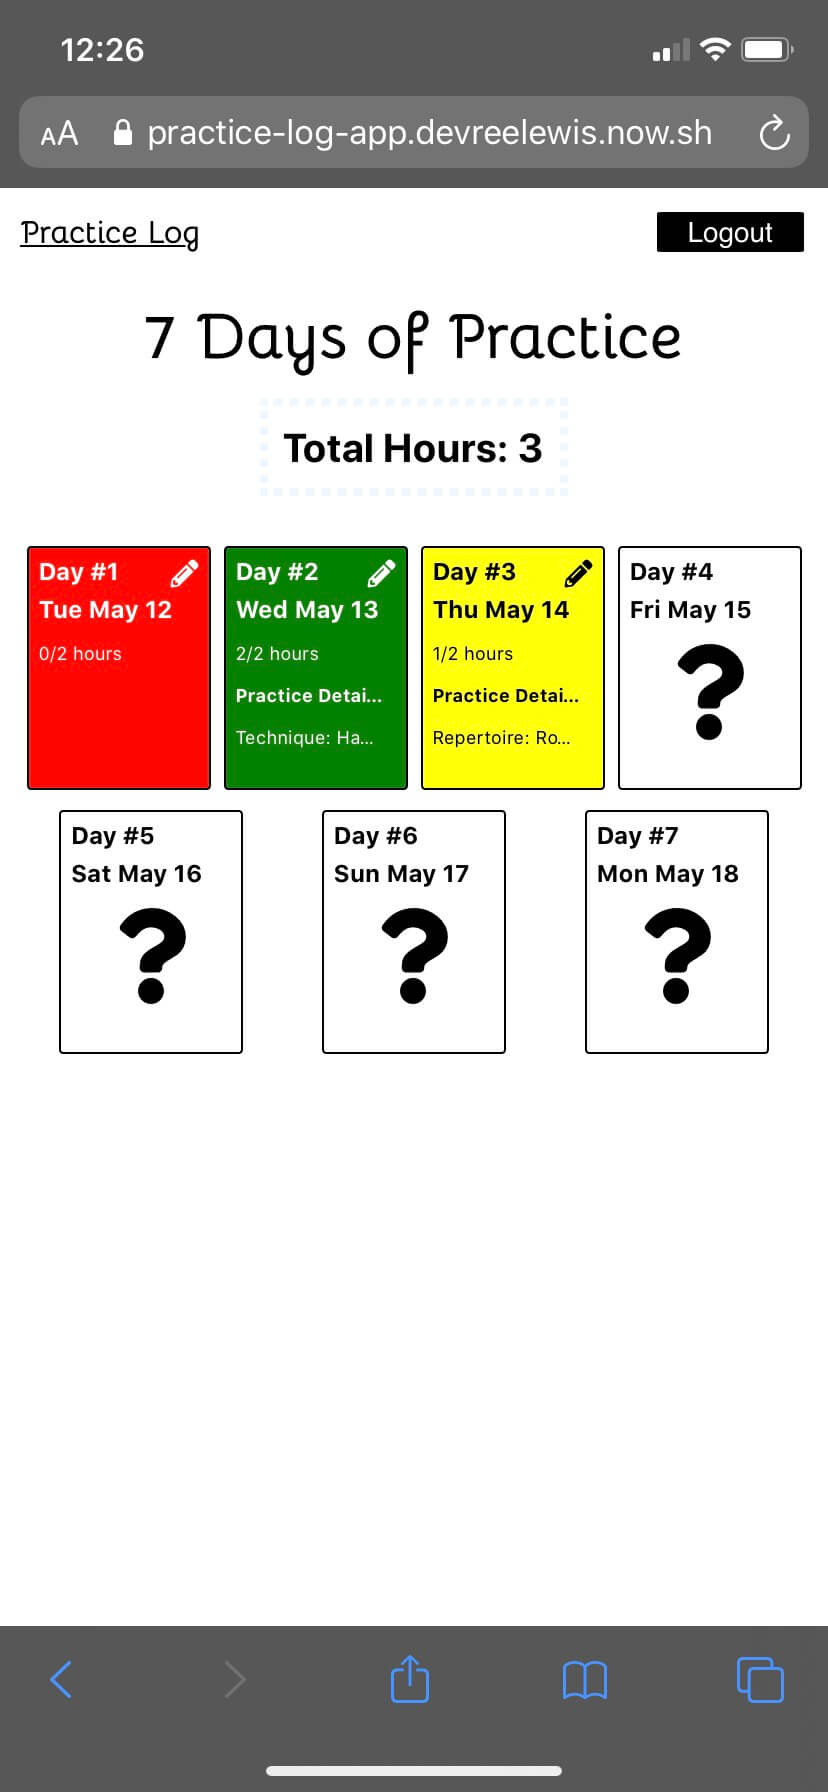 12:26
AA practice-log-app.devreelewis.now.sh
Practice Log
Logout
7 Days of Practice
Total Hours: 3
Day #1
Tue May 12
0/2 hours
Day #2
Wed May 13
2/2 hours
Practice Detai...
Technique: Ha...
Day #3
Thu May 14
1/2 hours
Practice Detai...
Repertoire: Ro...
Day #4
Fri May 15
?
Day #5
Sat May 16
?
Day #6
Sun May 17
?
Day #7
Mon May 18
?